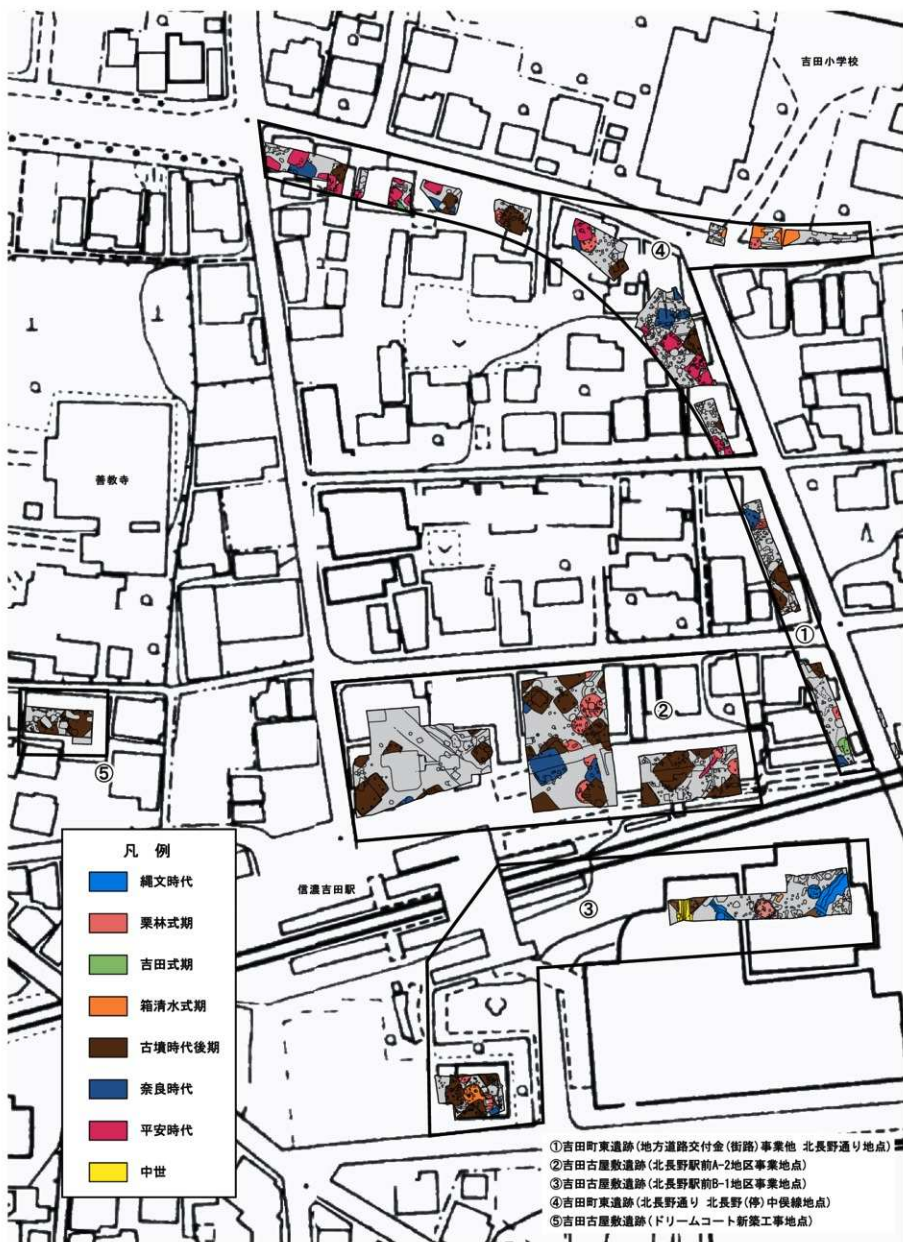 吉田小学校
④
善教寺
①
②
⑤
信濃吉田駅
③
凡 例
縄文時代
栗林式期
吉田式期
箱清水式期
古墳時代後期
奈良時代
平安時代
中世
①吉田町東遺跡(地方道路交付金(街路)事業他 北長野通り地点)
②吉田古屋敷遺跡(北長野駅前A-2地区事業地点)
③吉田古屋敷遺跡(北長野駅前B-1地区事業地点)
④吉田町東遺跡(北長野通り 北長野(停)中俣線地点)
⑤吉田古屋敷遺跡(ドリームコート新築工事地点)